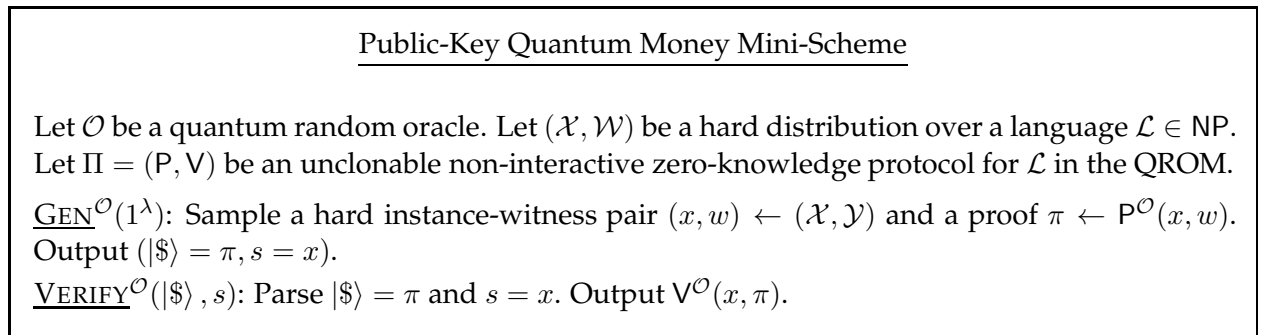 Public-Key Quantum Money Mini-Scheme
Let 𝒪 be a quantum random oracle. Let (𝒳, 𝒲) be a hard distribution over a language ℒ ∈ NP.
Let Π = (P, V) be an unclonable non-interactive zero-knowledge protocol for ℒ in the QROM.
GEN^𝒪(1^λ): Sample a hard instance-witness pair (x, w) ← (𝒳, 𝒴) and a proof π ← P^𝒪(x, w).
Output (|$⟩ = π, s = x).
VERIFY^𝒪(|$⟩ , s): Parse |$⟩ = π and s = x. Output V^𝒪(x, π).